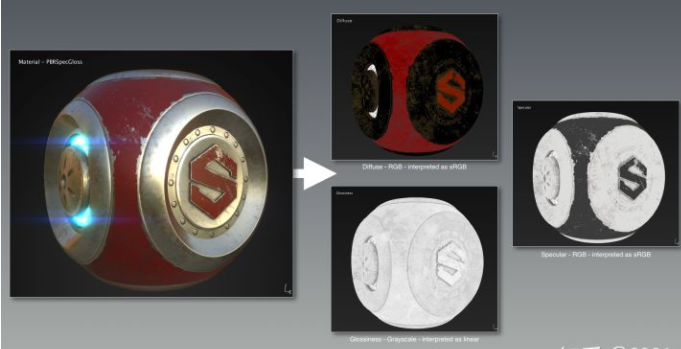 Material - PBRSpecGloss
Diffuse
Diffuse - RGB - interpreted as sRGB
Specular
Specular - RGB - interpreted as sRGB
Glossiness
Glossiness - Grayscale - interpreted as linear
S
S
S
S